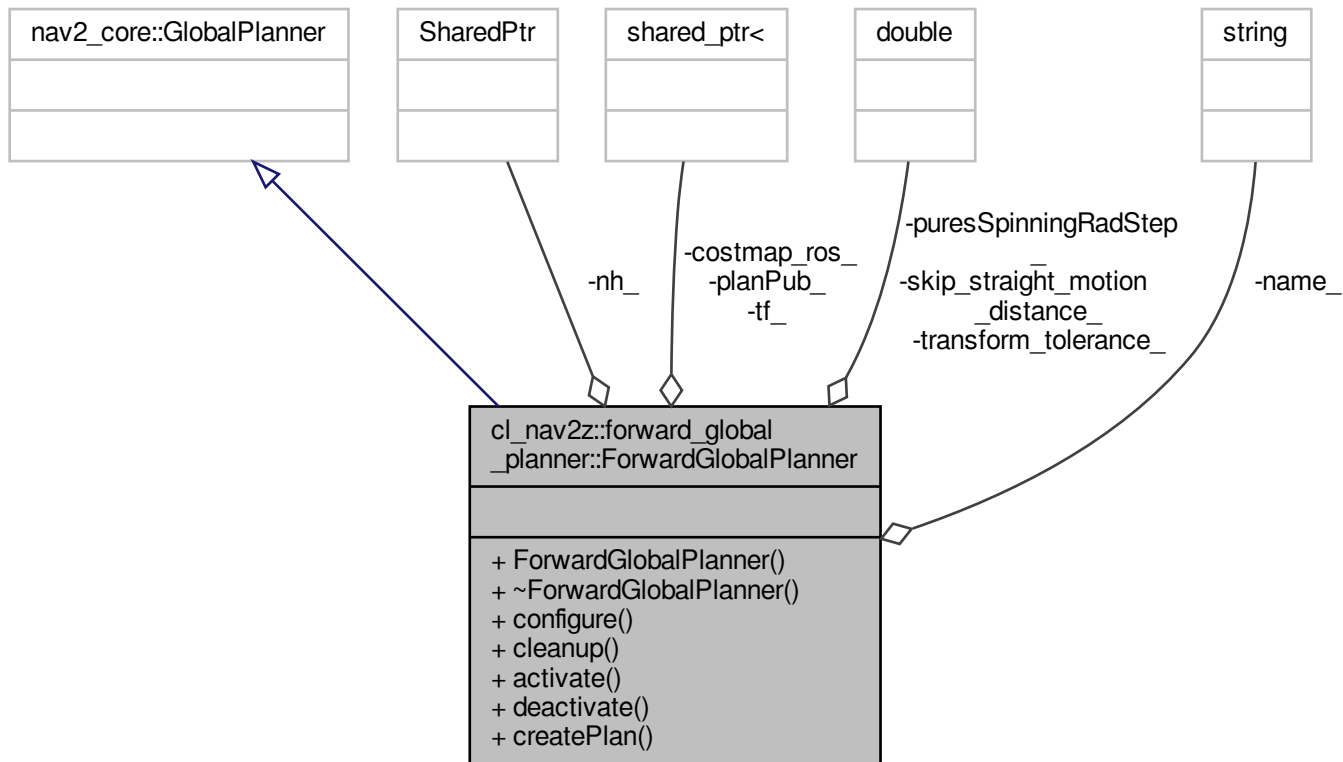 nav2_core::GlobalPlanner
SharedPtr
shared_ptr<
double
string
-nh_
-costmap_ros_
-planPub_
-tf_
-puresSpinningRadStep
_
-skip_straight_motion
_distance_
-transform_tolerance_
-name_
cl_nav2z::forward_global
_planner::ForwardGlobalPlanner
+ ForwardGlobalPlanner()
+ ~ForwardGlobalPlanner()
+ configure()
+ cleanup()
+ activate()
+ deactivate()
+ createPlan()